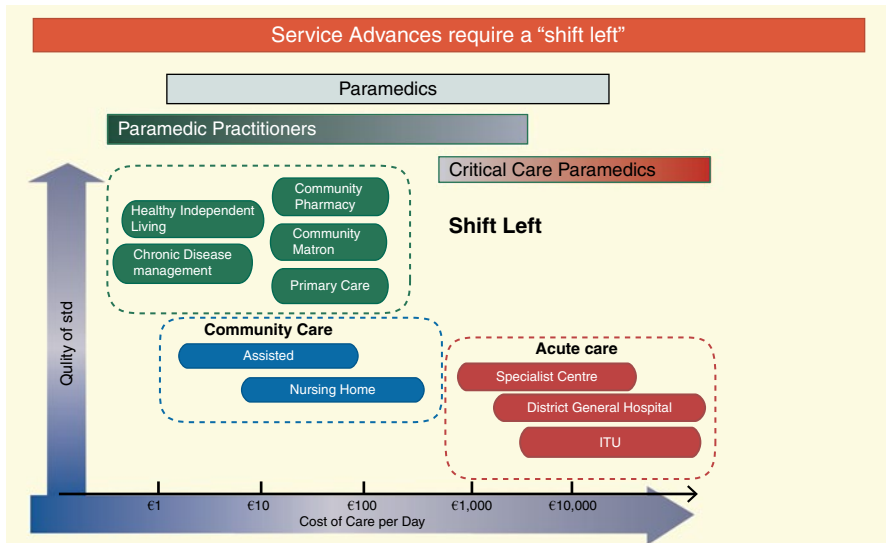 Service Advances require a “shift left”
Paramedics
Paramedic Practitioners
Critical Care Paramedics
Shift Left
Healthy Independent
Living
Chronic Disease
management
Community
Pharmacy
Community
Matron
Primary Care
Community Care
Assisted
Nursing Home
Acute care
Specialist Centre
District General Hospital
ITU
Qulity of std
€1
€10
€100
€1,000
€10,000
Cost of Care per Day